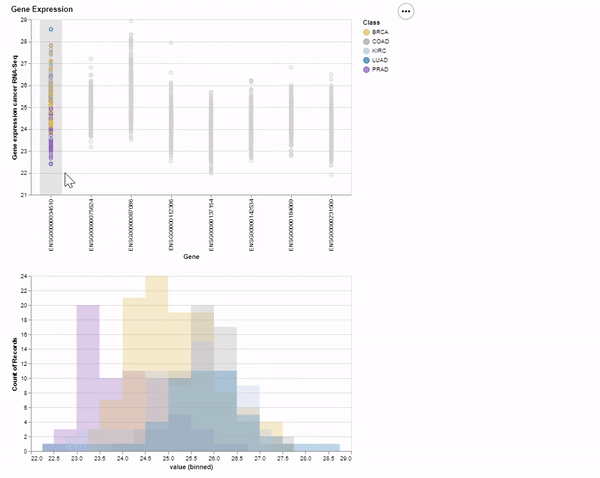 Gene Expression
Gene expression cancer RNA-Seq
29
28
27
26
25
24
23
22
21
ENSG00000034510
ENSG00000075624
ENSG00000087086
ENSG00000112306
ENSG00000137154
ENSG00000142534
ENSG00000184009
ENSG00000231500
Gene
Class
BRCA
COAD
KIRC
LUAD
PRAD
Count of Records
24
22
20
18
16
14
12
10
8
6
4
2
0
22.0 22.5 23.0 23.5 24.0 24.5 25.0 25.5 26.0 26.5 27.0 27.5 28.0 28.5 29.0
value (binned)